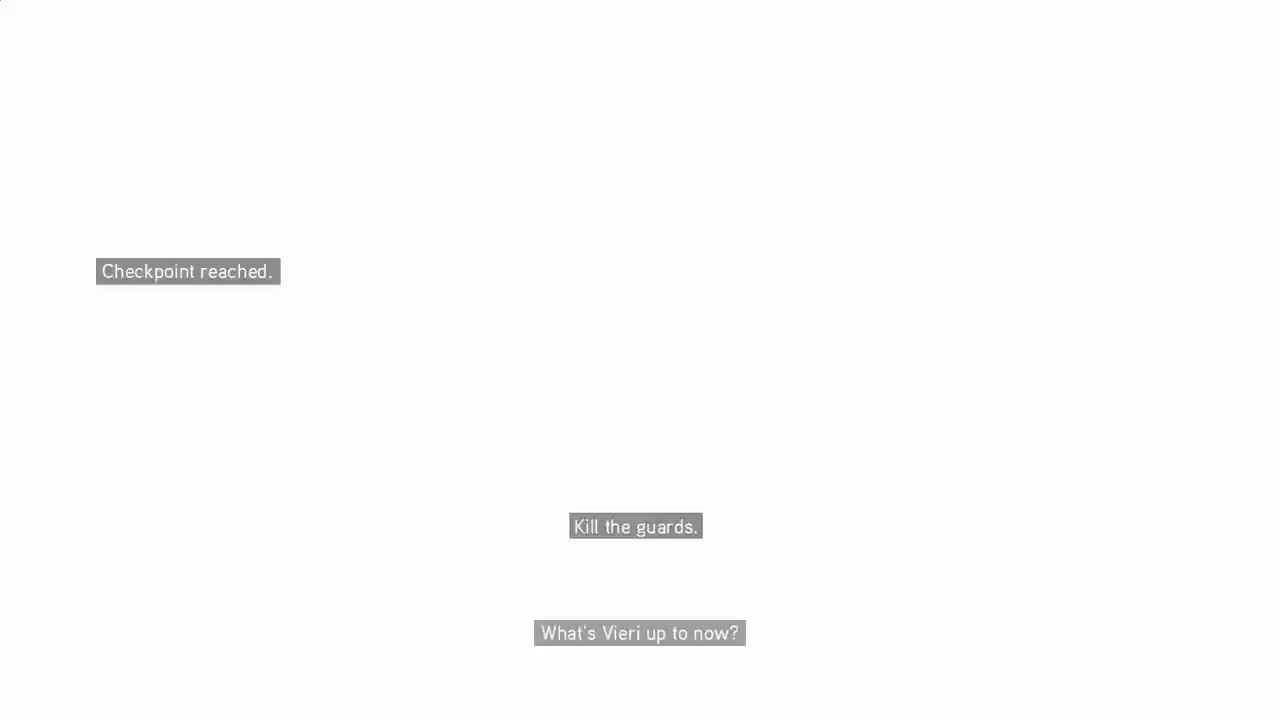 Checkpoint reached.
Kill the guards.
What's Vieri up to now?